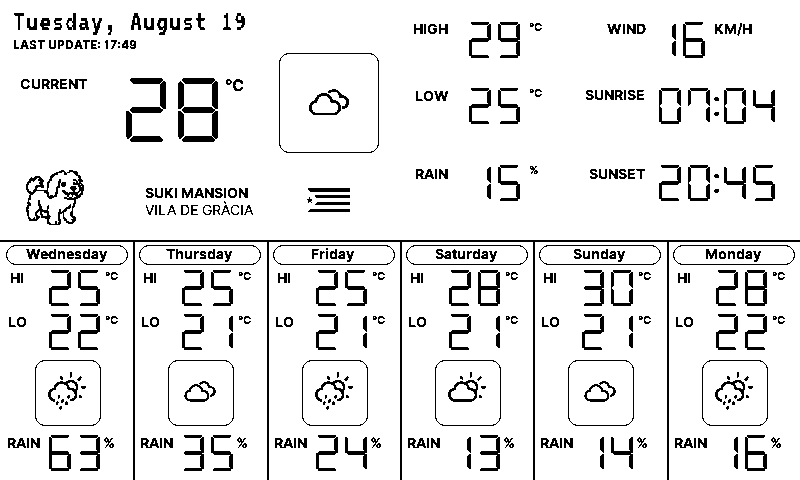 Tuesday, August 19
LAST UPDATE: 17:49
CURRENT 28 °C
SUKI MANSION
VILA DE GRÀCIA
HIGH 29 °C
LOW 25 °C
RAIN 15 %
WIND 16 KM/H
SUNRISE 07:04
SUNSET 20:45
Wednesday
HI 25 °C
LO 22 °C
RAIN 63 %
Thursday
HI 25 °C
LO 21 °C
RAIN 35 %
Friday
HI 25 °C
LO 21 °C
RAIN 24 %
Saturday
HI 28 °C
LO 21 °C
RAIN 13 %
Sunday
HI 30 °C
LO 21 °C
RAIN 14 %
Monday
HI 28 °C
LO 22 °C
RAIN 16 %